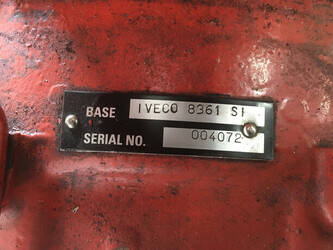 BASE IVECO 8361 SI
SERIAL NO. 004072